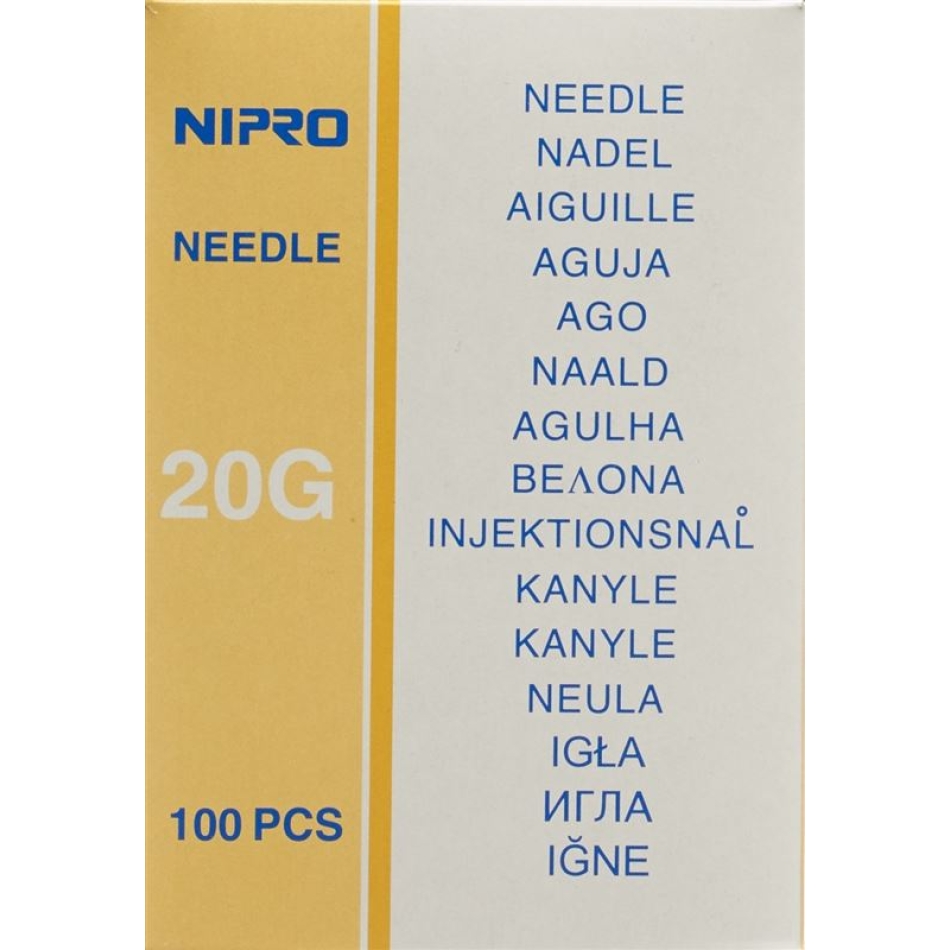 NIPRO
NEEDLE
20G
100 PCS
NEEDLE
NADEL
AIGUILLE
AGUJA
AGO
NAALD
AGULHA
ΒΕΛΟΝΑ
INJEKTIONSNAL̊
KANYLE
KANYLE
NEULA
IGŁA
ИГЛА
IĞNE